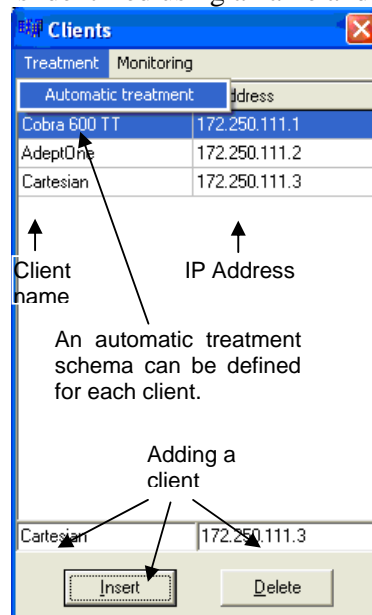 Clients
Treatment Monitoring
Automatic treatment
Cobra 600 TT 172.250.111.1
AdeptOne 172.250.111.2
Cartesian 172.250.111.3
Client name
IP Address
An automatic treatment
schema can be defined
for each client.
Adding a
client
Cartesian 172.250.111.3
Insert Delete